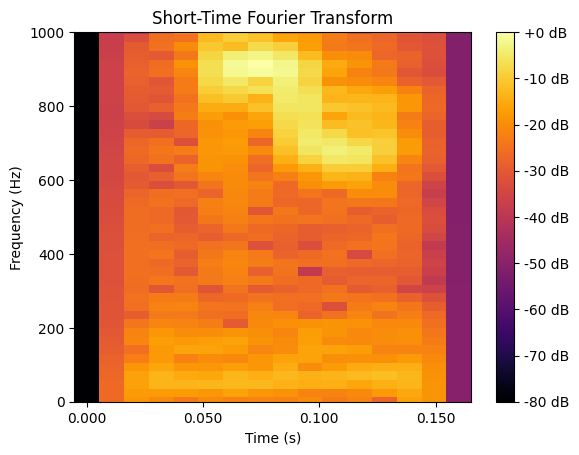 Short-Time Fourier Transform
Frequency (Hz)
1000
800
600
400
200
0
0.000 0.050 0.100 0.150
Time (s)
+0 dB
-10 dB
-20 dB
-30 dB
-40 dB
-50 dB
-60 dB
-70 dB
-80 dB